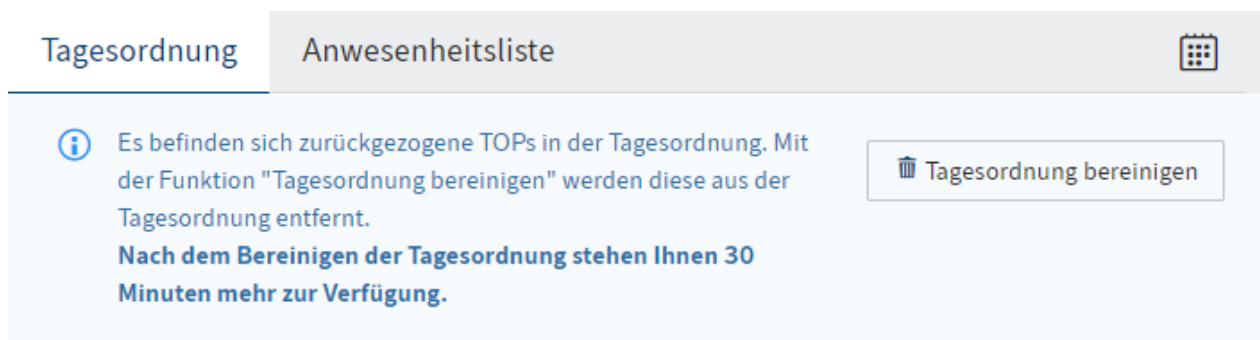 Tagesordnung Anwesenheitsliste
Es befinden sich zurückgezogene TOPs in der Tagesordnung. Mit
der Funktion "Tagesordnung bereinigen" werden diese aus der
Tagesordnung entfernt.
Nach dem Bereinigen der Tagesordnung stehen Ihnen 30
Minuten mehr zur Verfügung.
Tagesordnung bereinigen